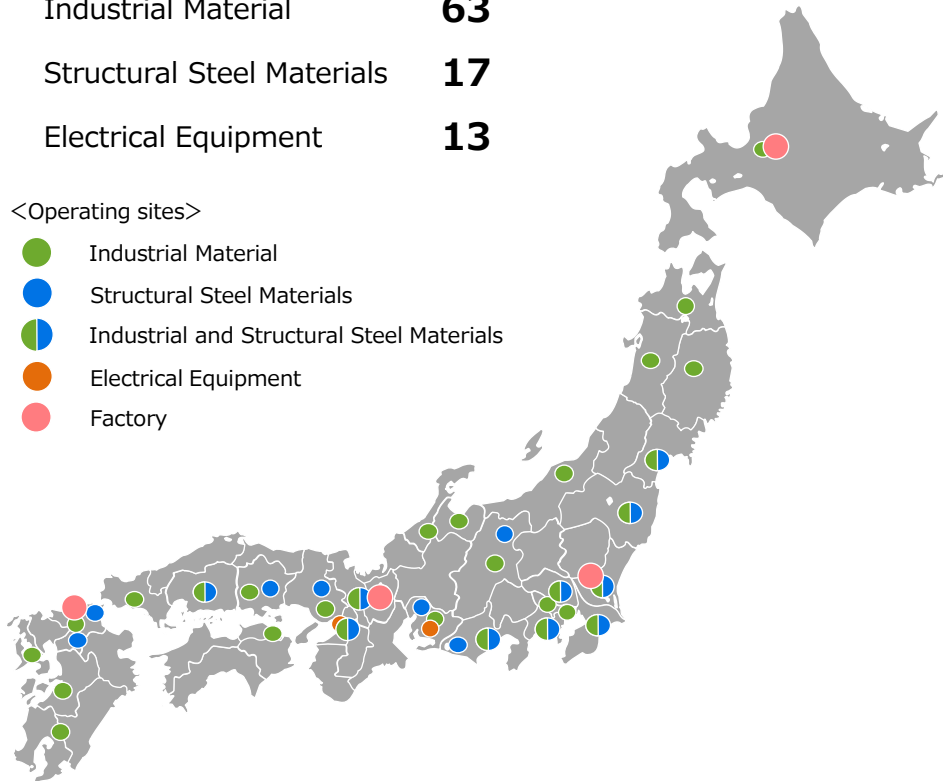 Industrial Material 63
Structural Steel Materials 17
Electrical Equipment 13
<Operating sites>
Industrial Material
Structural Steel Materials
Industrial and Structural Steel Materials
Electrical Equipment
Factory